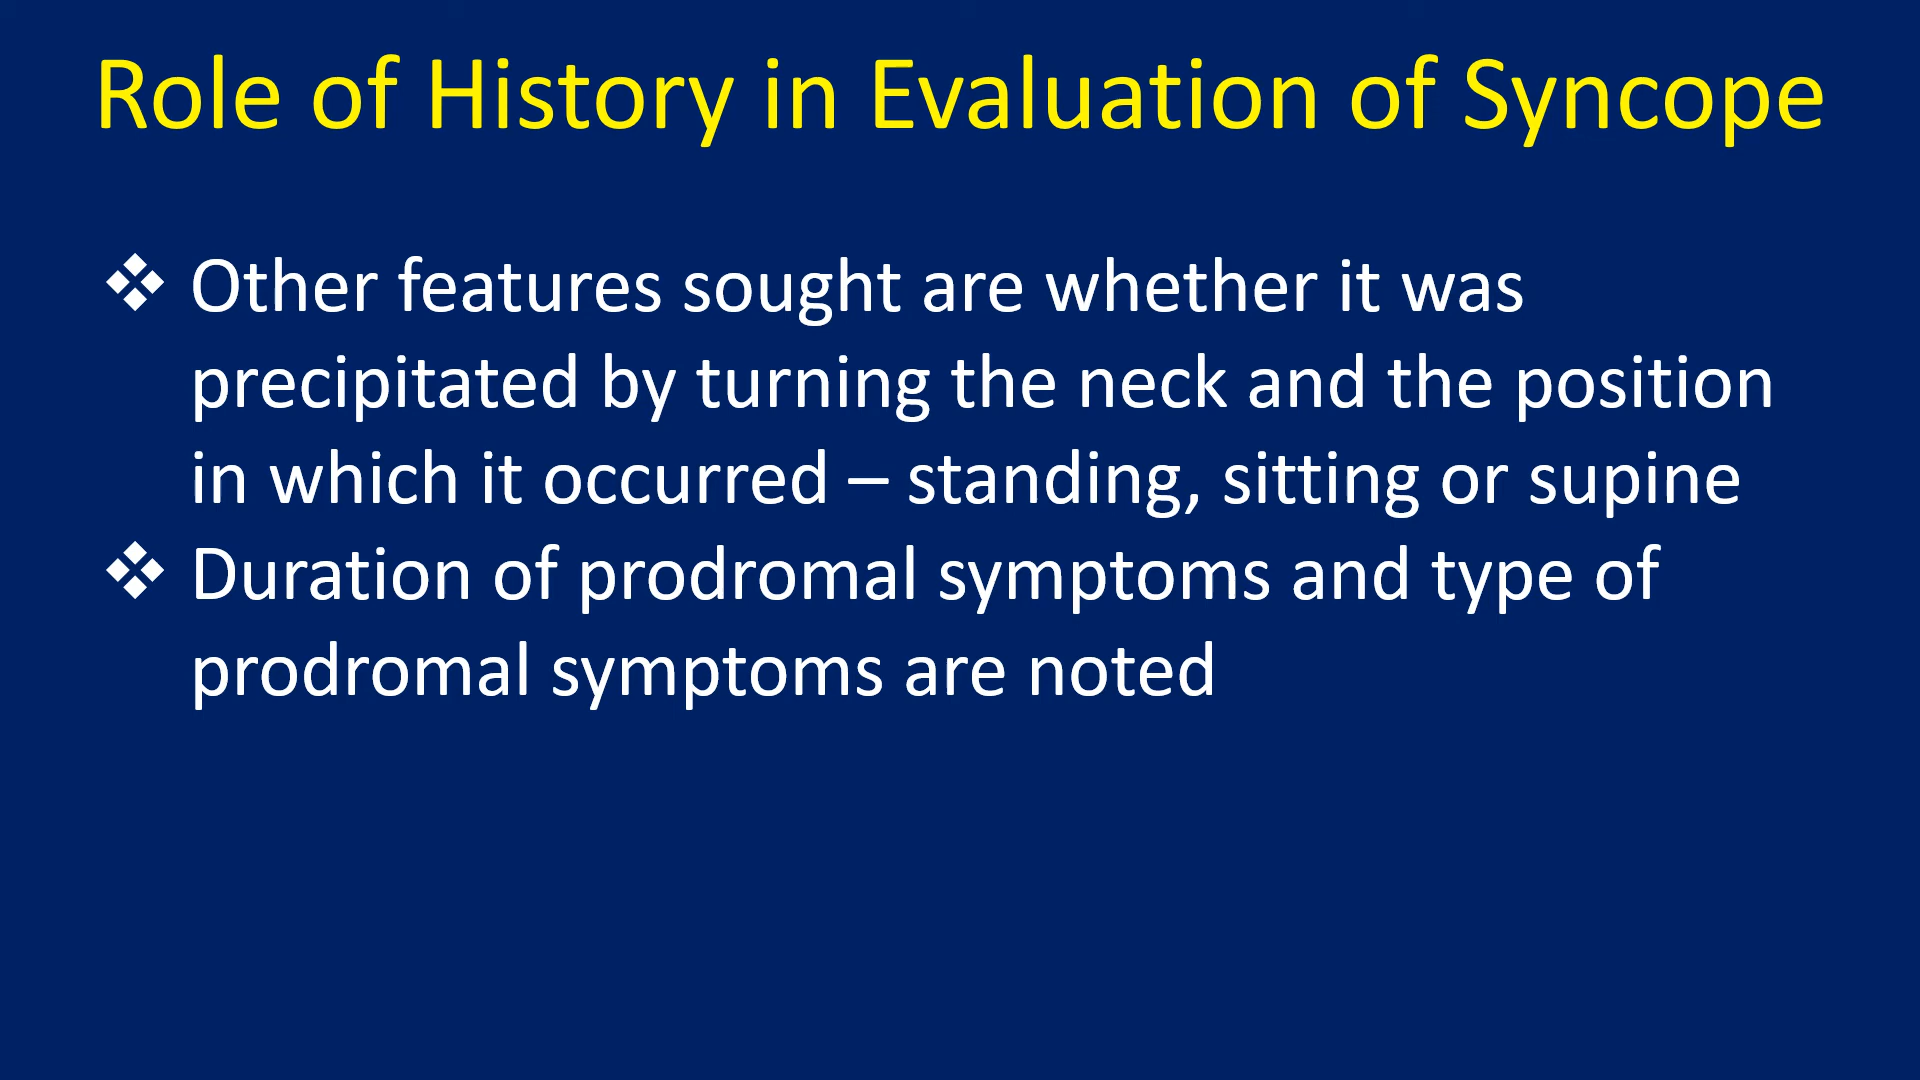 Role of History in Evaluation of Syncope
❖ Other features sought are whether it was
precipitated by turning the neck and the position
in which it occurred – standing, sitting or supine
❖ Duration of prodromal symptoms and type of
prodromal symptoms are noted